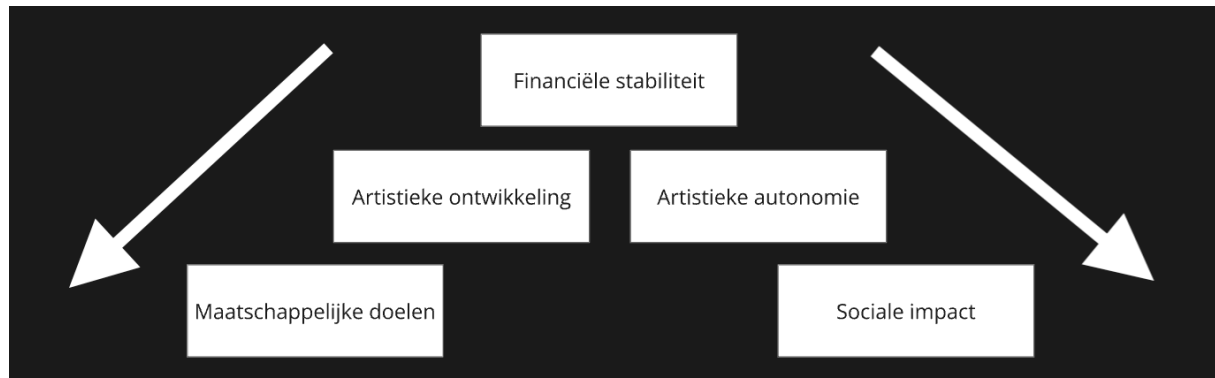 Financiële stabiliteit
Artistieke ontwikkeling
Artistieke autonomie
Maatschappelijke doelen
Sociale impact